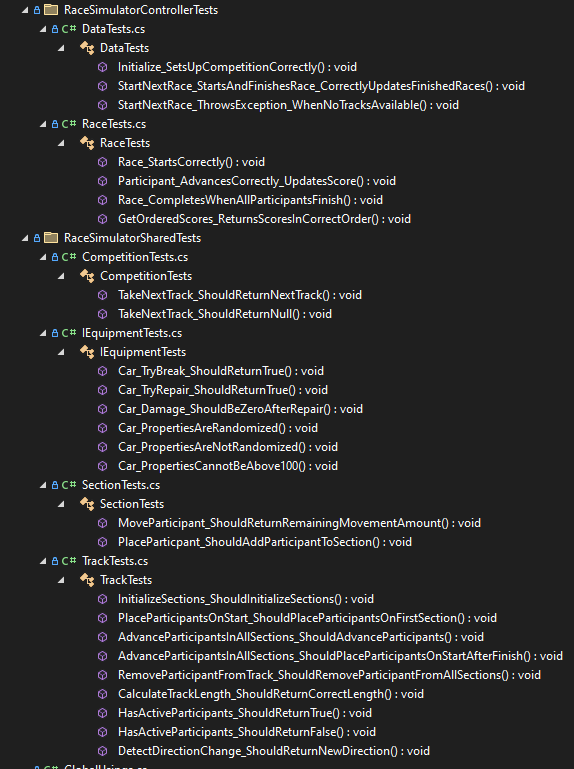 RaceSimulatorControllerTests
C# DataTests.cs
DataTests
Initialize_SetsUpCompetitionCorrectly() : void
StartNextRace_StartsAndFinishesRace_CorrectlyUpdatesFinishedRaces() : void
StartNextRace_ThrowsException_WhenNoTracksAvailable() : void
C# RaceTests.cs
RaceTests
Race_StartsCorrectly() : void
Participant_AdvancesCorrectly_UpdatesScore() : void
Race_CompletesWhenAllParticipantsFinish() : void
GetOrderedScores_ReturnsScoresInCorrectOrder() : void
RaceSimulatorSharedTests
C# CompetitionTests.cs
CompetitionTests
TakeNextTrack_ShouldReturnNextTrack() : void
TakeNextTrack_ShouldReturnNull() : void
C# IEquipmentTests.cs
IEquipmentTests
Car_TryBreak_ShouldReturnTrue() : void
Car_TryRepair_ShouldReturnTrue() : void
Car_Damage_ShouldBeZeroAfterRepair() : void
Car_PropertiesAreRandomized() : void
Car_PropertiesAreNotRandomized() : void
Car_PropertiesCannotBeAbove100() : void
C# SectionTests.cs
SectionTests
MoveParticipant_ShouldReturnRemainingMovementAmount() : void
PlaceParticpant_ShouldAddParticipantToSection() : void
C# TrackTests.cs
TrackTests
InitializeSections_ShouldInitializeSections() : void
PlaceParticipantsOnStart_ShouldPlaceParticipantsOnFirstSection() : void
AdvanceParticipantsInAllSections_ShouldAdvanceParticipants() : void
AdvanceParticipantsInAllSections_ShouldPlaceParticipantsOnStartAfterFinish() : void
RemoveParticipantFromTrack_ShouldRemoveParticipantFromAllSections() : void
CalculateTrackLength_ShouldReturnCorrectLength() : void
HasActiveParticipants_ShouldReturnTrue() : void
HasActiveParticipants_ShouldReturnFalse() : void
DetectDirectionChange_ShouldReturnNewDirection() : void